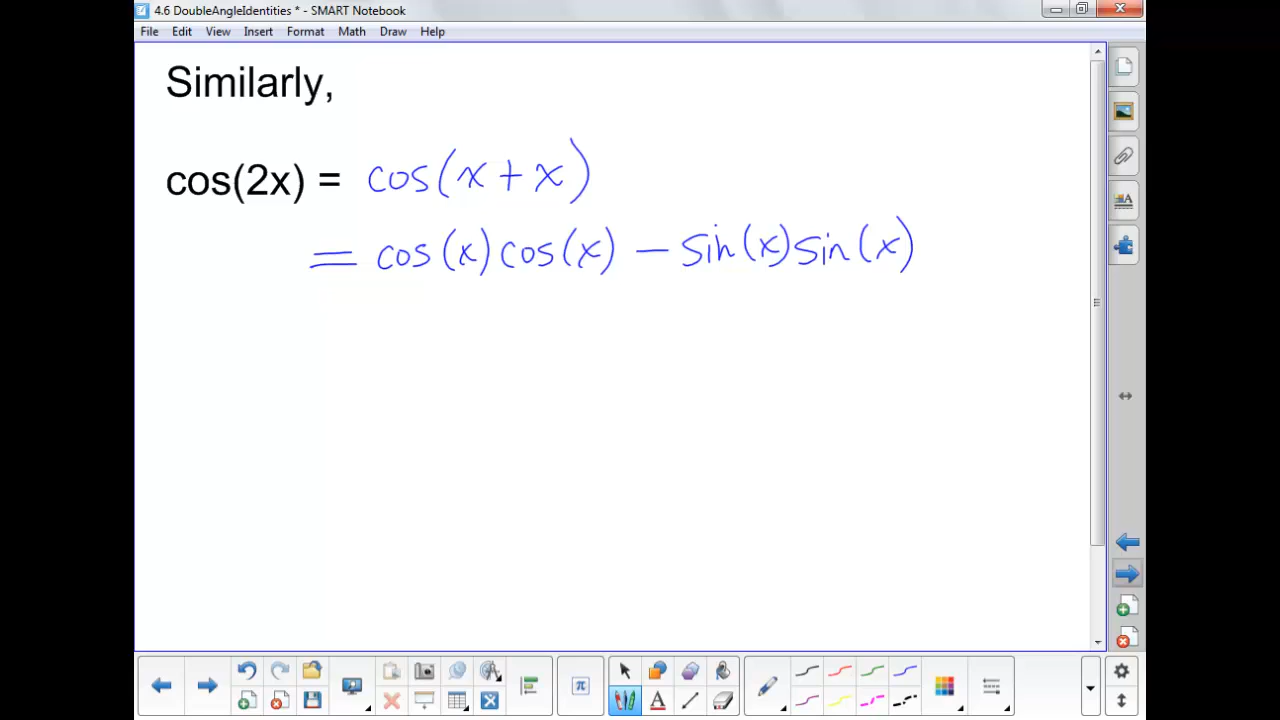 4.6 DoubleAngleIdentities * - SMART Notebook
File Edit View Insert Format Math Draw Help
Similarly,
cos(2x) = cos(x + x)
= cos(x) cos(x) − sin(x) sin(x)
π
A